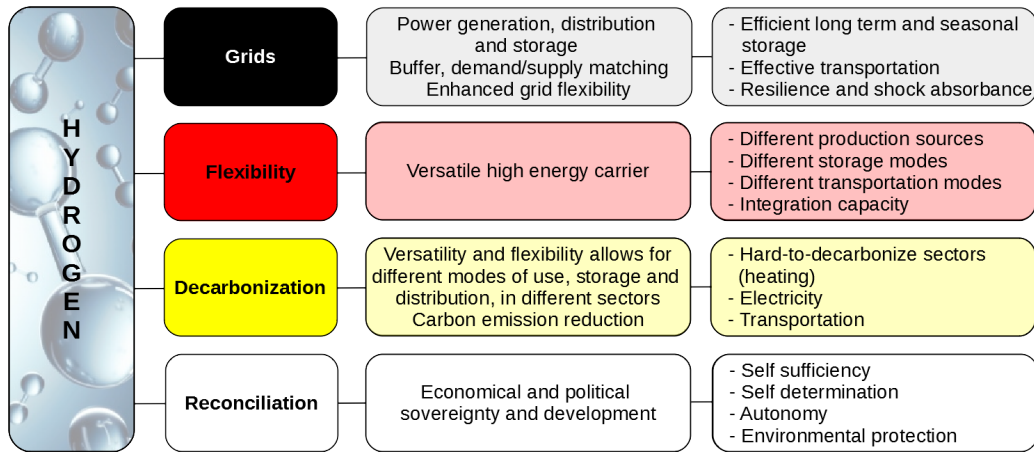 HYDROGEN
Grids
Power generation, distribution
and storage
Buffer, demand/supply matching
Enhanced grid flexibility
- Efficient long term and seasonal
storage
- Effective transportation
- Resilience and shock absorbance
Flexibility
Versatile high energy carrier
- Different production sources
- Different storage modes
- Different transportation modes
- Integration capacity
Decarbonization
Versatility and flexibility allows for
different modes of use, storage and
distribution, in different sectors
Carbon emission reduction
- Hard-to-decarbonize sectors
(heating)
- Electricity
- Transportation
Reconciliation
Economical and political
sovereignty and development
- Self sufficiency
- Self determination
- Autonomy
- Environmental protection